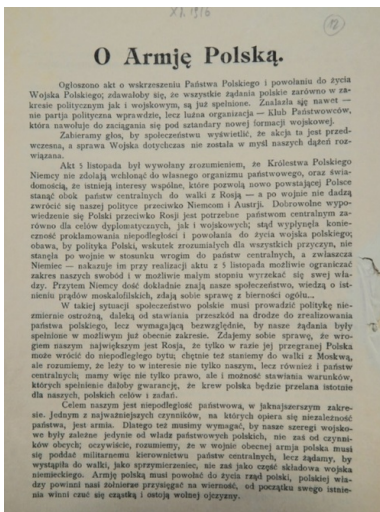 XI. 1916
12
O Armję Polską.
Ogłoszono akt o wskrzeszeniu Państwa Polskiego i powołaniu do życia
Wojska Polskiego; zdawałoby się, że wszystkie żądania polskie zarówno w za-
kresie politycznym jak i wojskowym, są już spełnione. Znalazła się nawet —
nie partja polityczna wprawdzie, lecz luźna organizacja — Klub Państwowców,
która nawołuje do zaciągania się pod sztandary nowej formacji wojskowej.
Zabieramy głos, by społeczeństwu wyświetlić, że akcja ta jest przed-
wczesna, a sprawa Wojska dotychczas nie została w myśl naszych dążeń roz-
wiązana.
Akt 5 listopada był wywołany zrozumieniem, że Królestwa Polskiego
Niemcy nie zdołają wchłonąć do własnego organizmu państwowego, oraz świa-
domością, że istnieją interesy wspólne, które pozwolą nowo powstającej Polsce
stanąć obok państw centralnych do walki z Rosją — a po wojnie nie dadzą
zwrócić się naszej polityce przeciwko Niemcom i Austrji. Dobrowolne wypo-
wiedzenie się Polski przeciwko Rosji jest potrzebne państwom centralnym za-
równo dla celów dyplomatycznych, jak i wojskowych; stąd wypłynęła koniecz-
ność proklamowania niepodległości i powołania do życia wojska polskiego;
obawa, by polityka Polski, wskutek zrozumiałych dla wszystkich przyczyn, nie
stanęła po wojnie w stosunku wrogim do państw centralnych, a zwłaszcza
Niemiec — nakazuje im przy realizacji aktu z 5 listopada możliwie ograniczać
zakres naszych swobód i w możliwie małym stopniu wyrzekać się swej wła-
dzy. Przytem Niemcy dość dokładnie znają nasze społeczeństwo, wiedzą o ist-
nieniu prądów moskalofilskich, zdają sobie sprawę z bierności ogółu...
W takiej sytuacji społeczeństwo polskie musi prowadzić politykę nie-
zmiernie ostrożną, daleką od stawiania przeszkód na drodze do zrealizowania
państwa polskiego, lecz wymagającą bezwzględnie, by nasze żądania były
spełnione w możliwym już obecnie zakresie. Zdajemy sobie sprawę, że wro-
giem naszym największym jest Rosja, że tylko w razie jej przegranej Polska
może wrócić do niepodległego bytu; chętnie też staniemy do walki z Moskwą,
ale rozumiemy, że leży to w interesie nie tylko naszym, lecz również i państw
centralnych; mamy więc nie tylko prawo, ale i możność stawiania warunków,
których spełnienie dałoby gwarancję, że krew polska będzie przelana istotnie
dla naszych, polskich celów i zadań.
Celem naszym jest niepodległość państwowa, w jaknajszerszym zakre-
sie. Jednym z najważniejszych czynników, na których opiera się niezależność
państwa, jest armia. Dlatego też musimy wymagać, by nasze szeregi wojsko-
we były zależne jedynie od władz państwowych polskich, nie zaś od czynni-
ków obcych; oczywiście, rozumiemy, że w wojnie obecnej armja polska musi
się poddać militarnemu kierownictwu państw centralnych, lecz żądamy, by
wystąpiła do walki, jako sprzymierzeniec, nie zaś jako część składowa wojska
niemieckiego. Armję polską musi powołać do życia rząd polski, polskiej wła-
dzy powinni nasi żołnierze przysięgać na wierność, od początku swego istnie-
nia winni czuć się cząstką i ostoją wolnej ojczyzny.